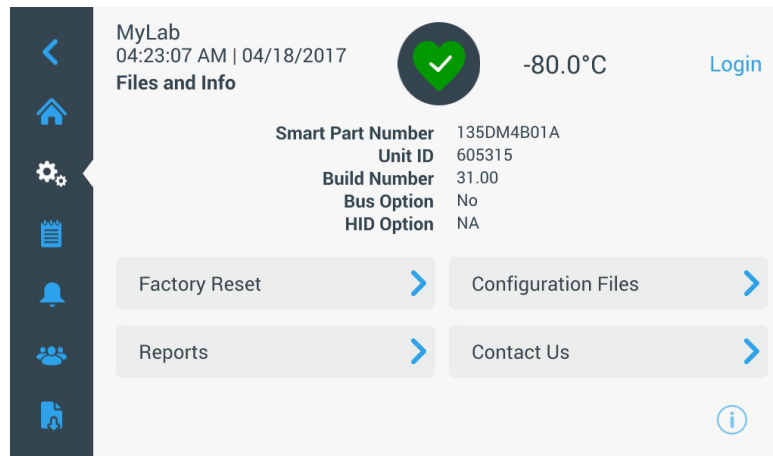 MyLab
04:23:07 AM | 04/18/2017
Files and Info
-80.0°C
Login
Smart Part Number 135DM4B01A
Unit ID 605315
Build Number 31.00
Bus Option No
HID Option NA
Factory Reset
Configuration Files
Reports
Contact Us